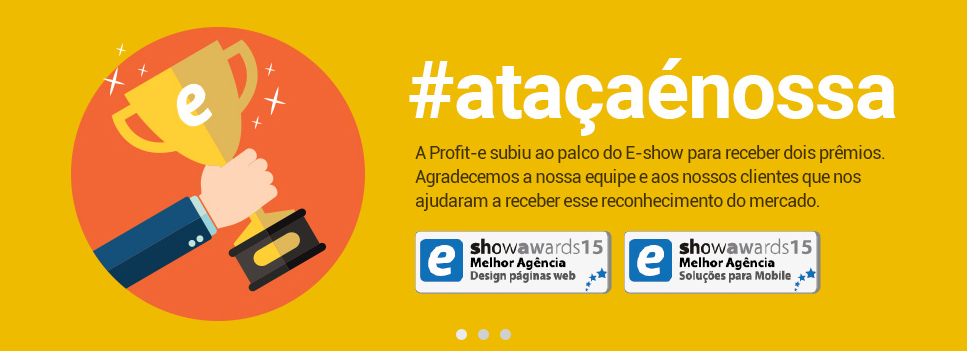 e
#ataçaénossa
A Profit-e subiu ao palco do E-show para receber dois prêmios.
Agradecemos a nossa equipe e aos nossos clientes que nos
ajudaram a receber esse reconhecimento do mercado.
e showawards15
Melhor Agência
Design páginas web
e showawards15
Melhor Agência
Soluções para Mobile